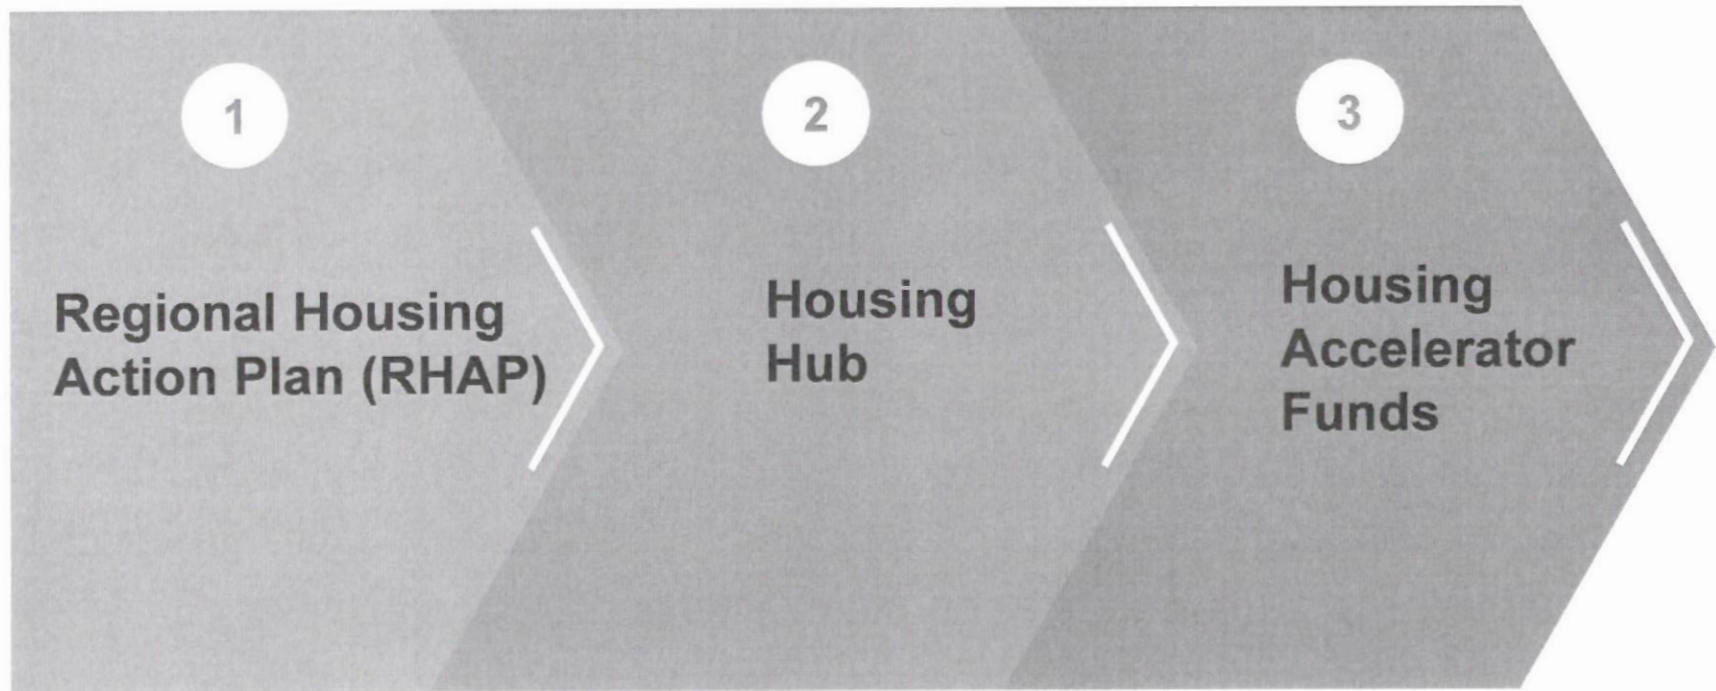 1
Regional Housing
Action Plan (RHAP)
2
Housing
Hub
3
Housing
Accelerator
Funds